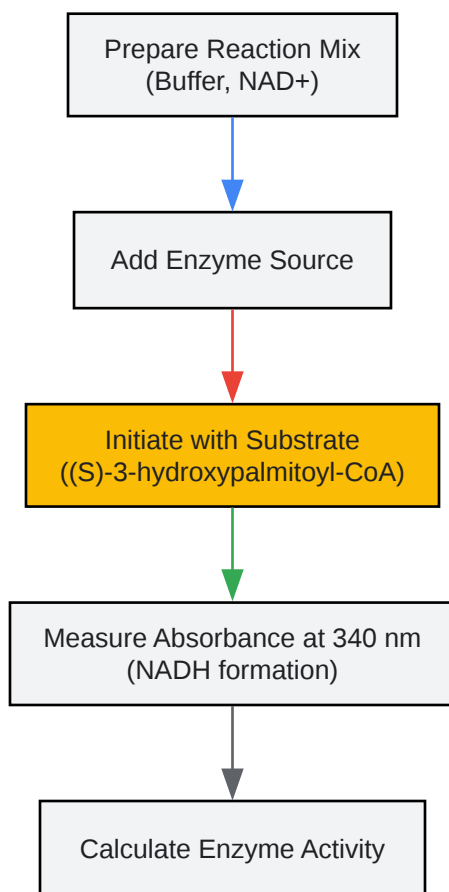 Prepare Reaction Mix
(Buffer, NAD+)
Add Enzyme Source
Initiate with Substrate
((S)-3-hydroxypalmitoyl-CoA)
Measure Absorbance at 340 nm
(NADH formation)
Calculate Enzyme Activity